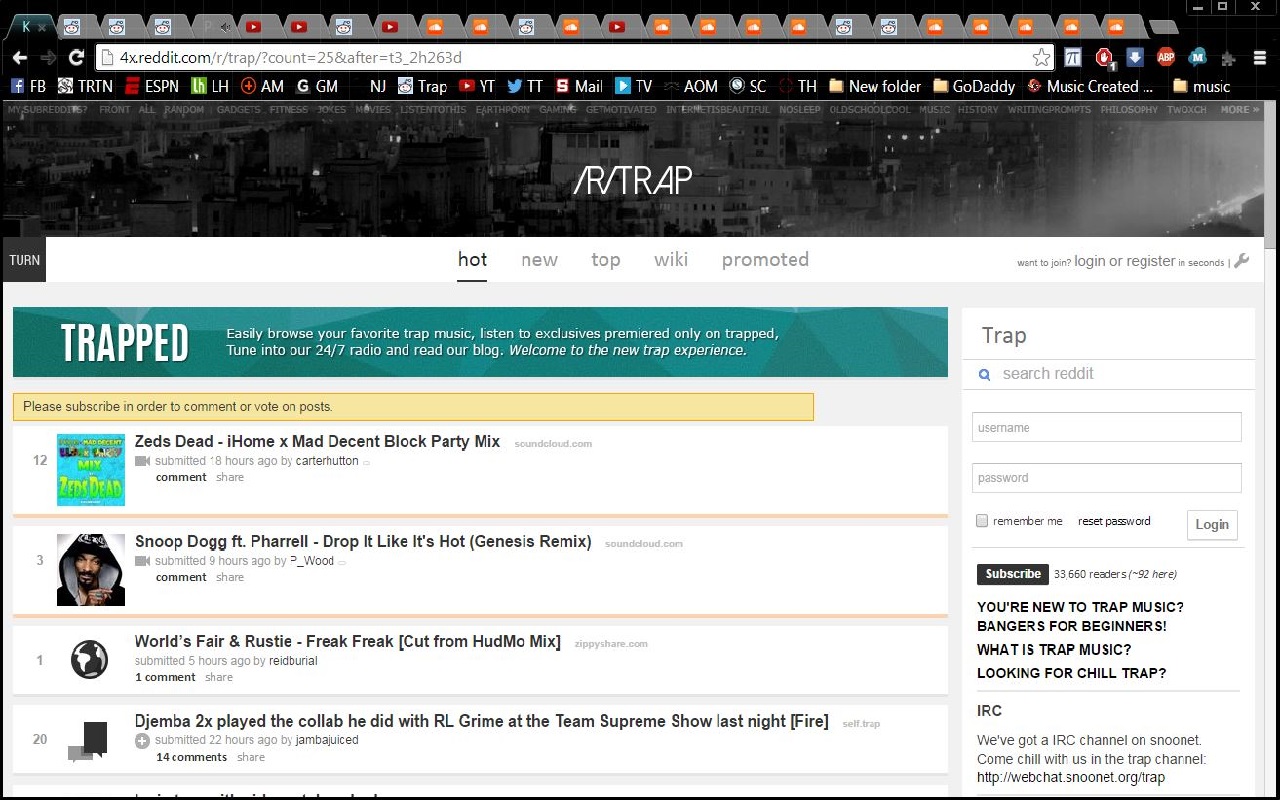 K
4x.reddit.com/r/trap/?count=25&after=t3_2h263d
FB TRTN ESPN LH AM GM NJ Trap YT TT Mail TV AOM SC TH New folder GoDaddy Music Created ... music
MY SUBREDDITS? FRONT ALL RANDOM GADGETS FITNESS JOKES MOVIES LISTENTOTHIS EARTHPORN GAMING GETMOTIVATED INTERNETISBEAUTIFUL NOSLEEP OLDSCHOOLCOOL MUSIC HISTORY WRITINGPROMPTS PHILOSOPHY TWOXCH MORE »
/R/TRAP
TURN
hot new top wiki promoted
want to join? login or register in seconds |
TRAPPED
Easily browse your favorite trap music, listen to exclusives premiered only on trapped,
Tune into our 24/7 radio and read our blog. Welcome to the new trap experience.
Please subscribe in order to comment or vote on posts.
12
MIX
ZEDS DEAD
Zeds Dead - iHome x Mad Decent Block Party Mix soundcloud.com
submitted 18 hours ago by carterhutton
comment share
3
Snoop Dogg ft. Pharrell - Drop It Like It's Hot (Genesis Remix) soundcloud.com
submitted 9 hours ago by P_Wood
comment share
1
World's Fair & Rustie - Freak Freak [Cut from HudMo Mix] zippyshare.com
submitted 5 hours ago by reidburial
1 comment share
20
Djemba 2x played the collab he did with RL Grime at the Team Supreme Show last night [Fire] self.trap
submitted 22 hours ago by jambajuiced
14 comments share
Trap
search reddit
username
password
remember me reset password Login
Subscribe 33,660 readers (~92 here)
YOU'RE NEW TO TRAP MUSIC?
BANGERS FOR BEGINNERS!
WHAT IS TRAP MUSIC?
LOOKING FOR CHILL TRAP?
IRC
We've got a IRC channel on snoonet.
Come chill with us in the trap channel:
http://webchat.snoonet.org/trap